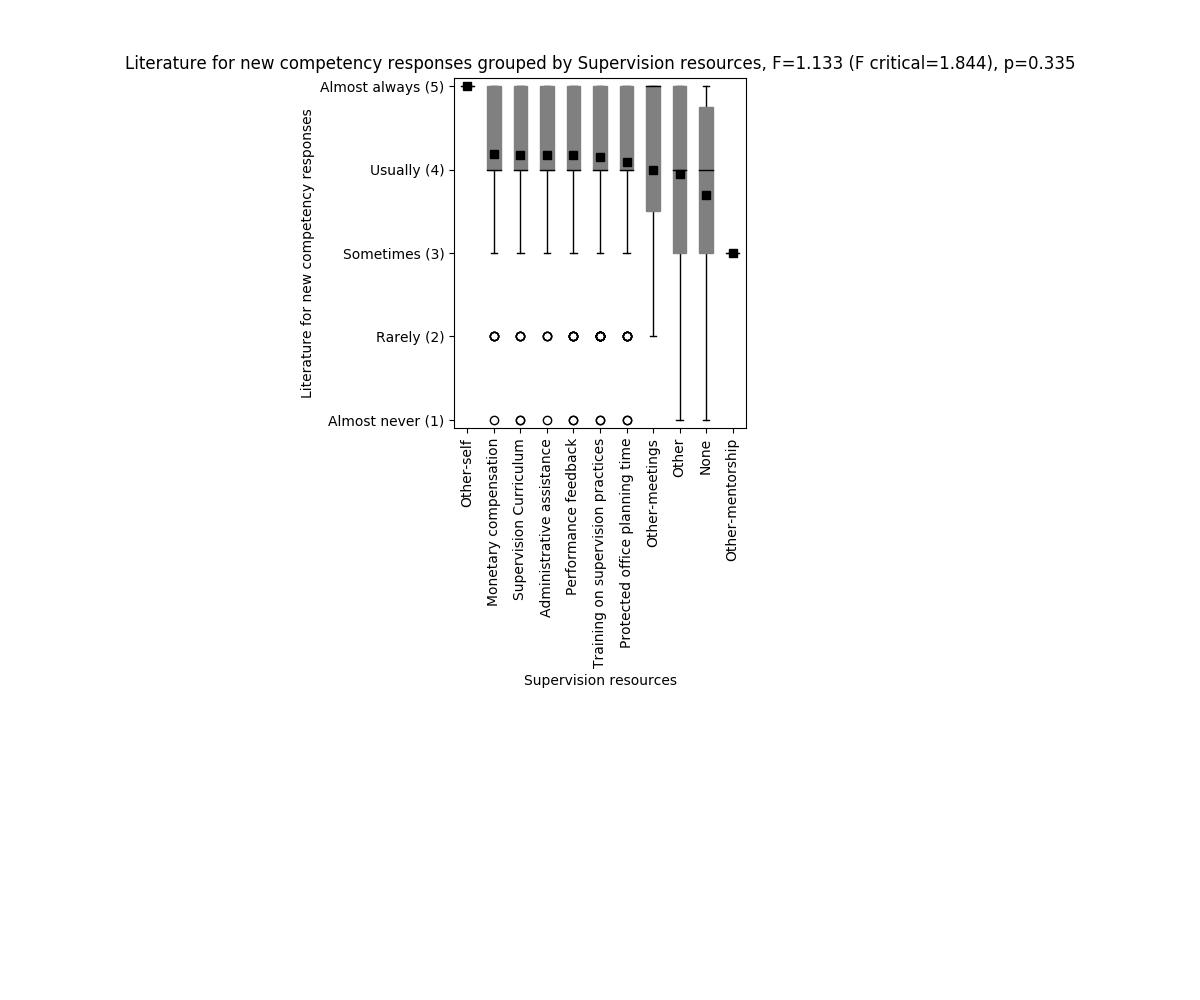 Literature for new competency responses grouped by Supervision resources, F=1.133 (F critical=1.844), p=0.335
Literature for new competency responses
Almost always (5)
Usually (4)
Sometimes (3)
Rarely (2)
Almost never (1)
Other-self
Monetary compensation
Supervision Curriculum
Administrative assistance
Performance feedback
Training on supervision practices
Protected office planning time
Other-meetings
Other
None
Other-mentorship
Supervision resources